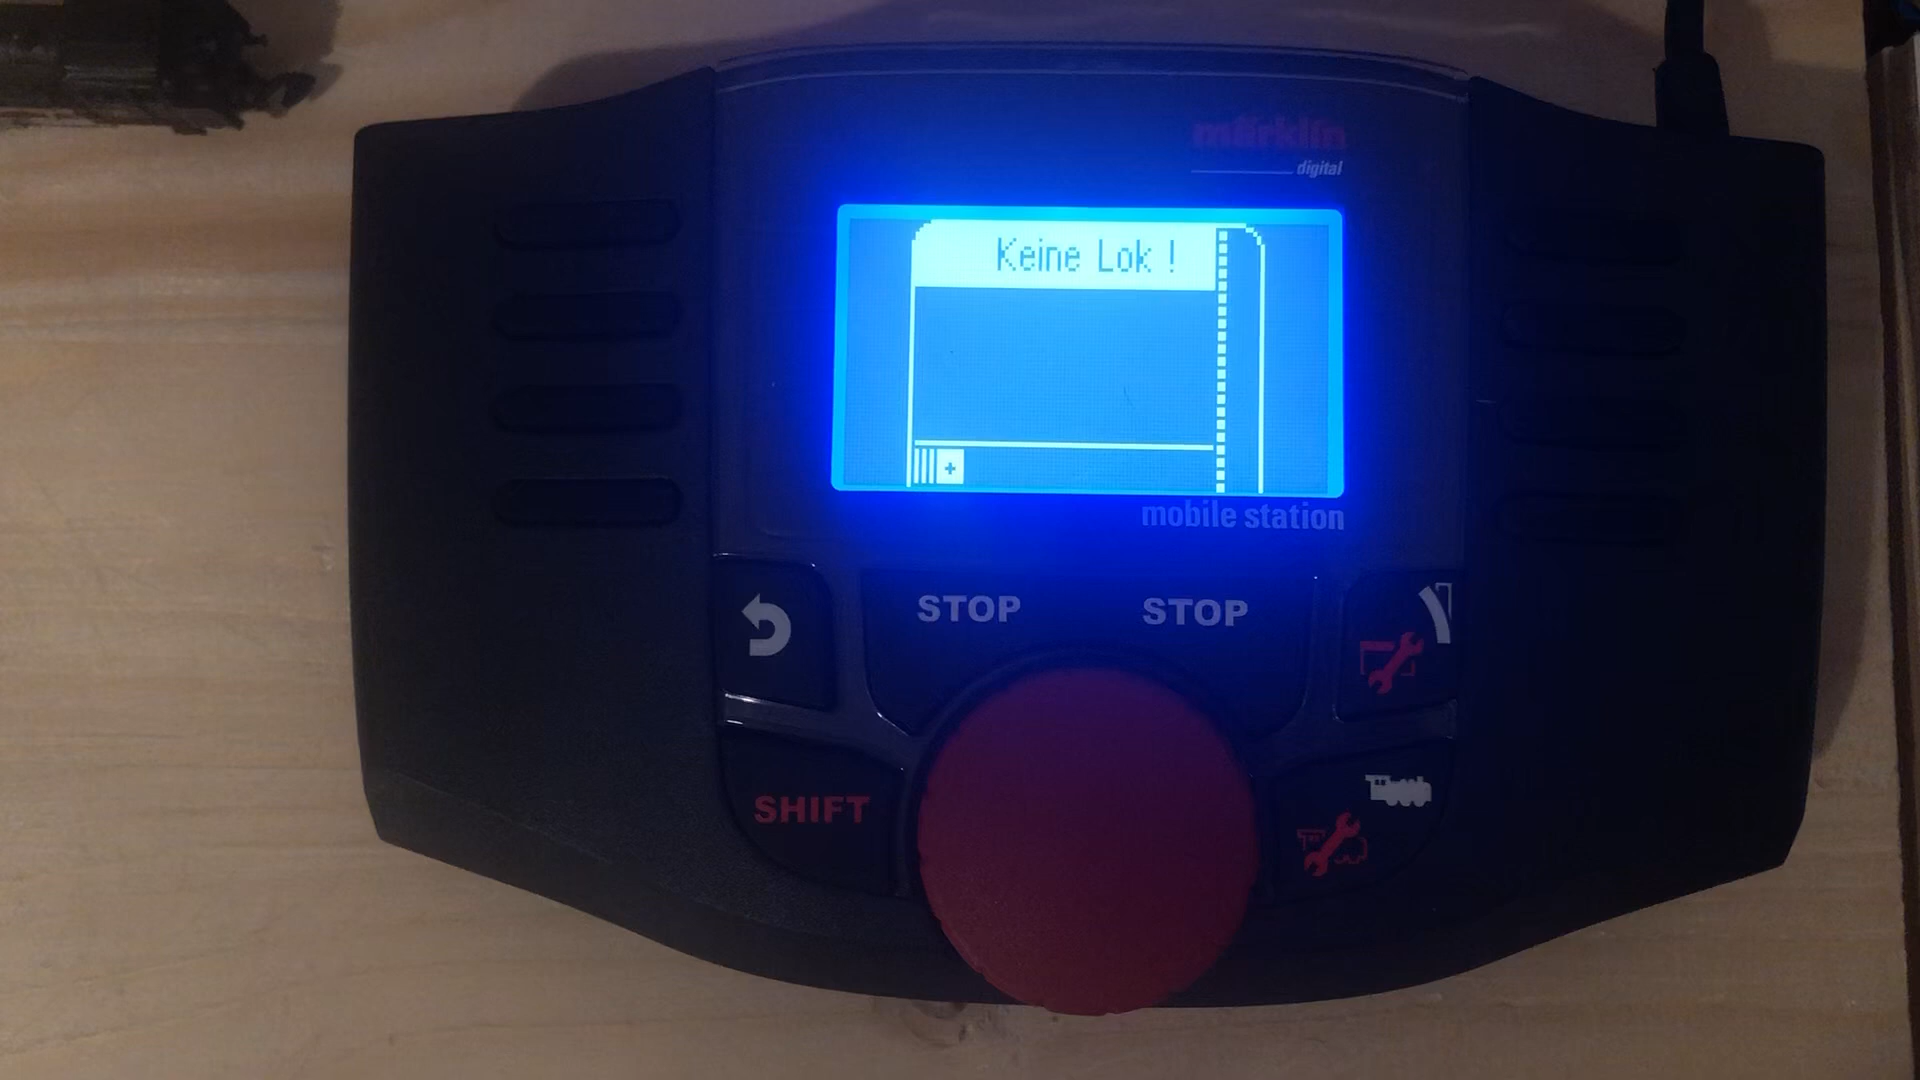 märklin
digital
Keine Lok !
+
mobile station
STOP STOP
SHIFT